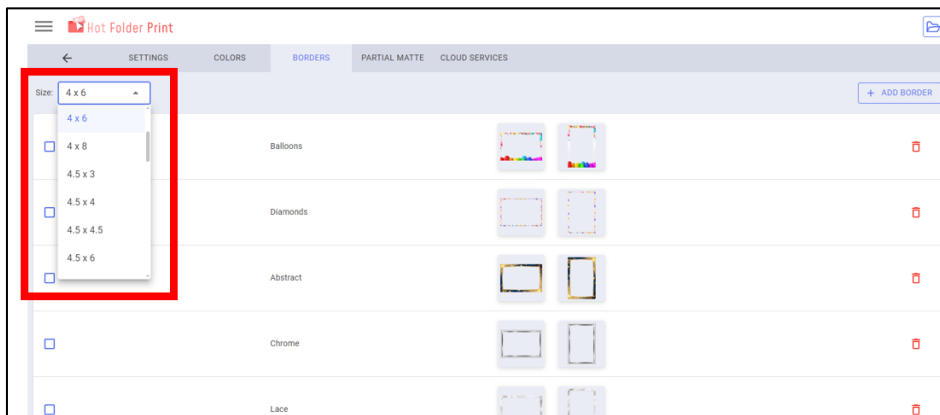 Hot Folder Print
SETTINGS COLORS BORDERS PARTIAL MATTE CLOUD SERVICES
Size: 4 x 6
+ ADD BORDER
4 x 6
4 x 8
4.5 x 3
4.5 x 4
4.5 x 4.5
4.5 x 6
Balloons
Diamonds
Abstract
Chrome
Lace